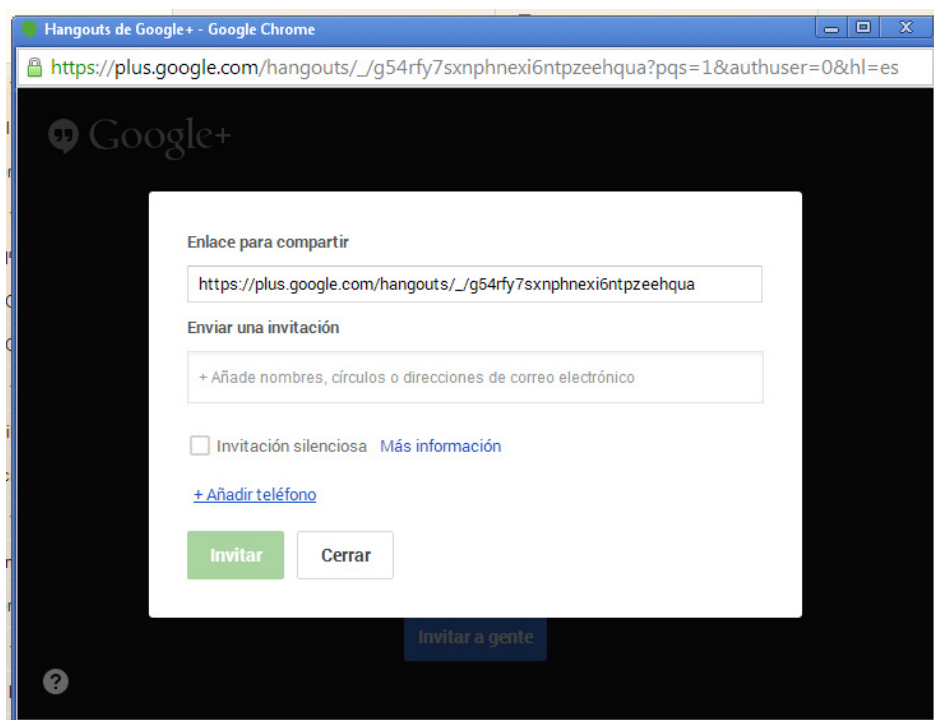 Hangouts de Google+ - Google Chrome
https://plus.google.com/hangouts/_/g54rfy7sxnphnexi6ntpzeehqua?pqs=1&authuser=0&hl=es
Google+
Enlace para compartir
https://plus.google.com/hangouts/_/g54rfy7sxnphnexi6ntpzeehqua
Enviar una invitación
+ Añade nombres, círculos o direcciones de correo electrónico
Invitación silenciosa Más información
+ Añadir teléfono
Invitar Cerrar
Invitar a gente
?